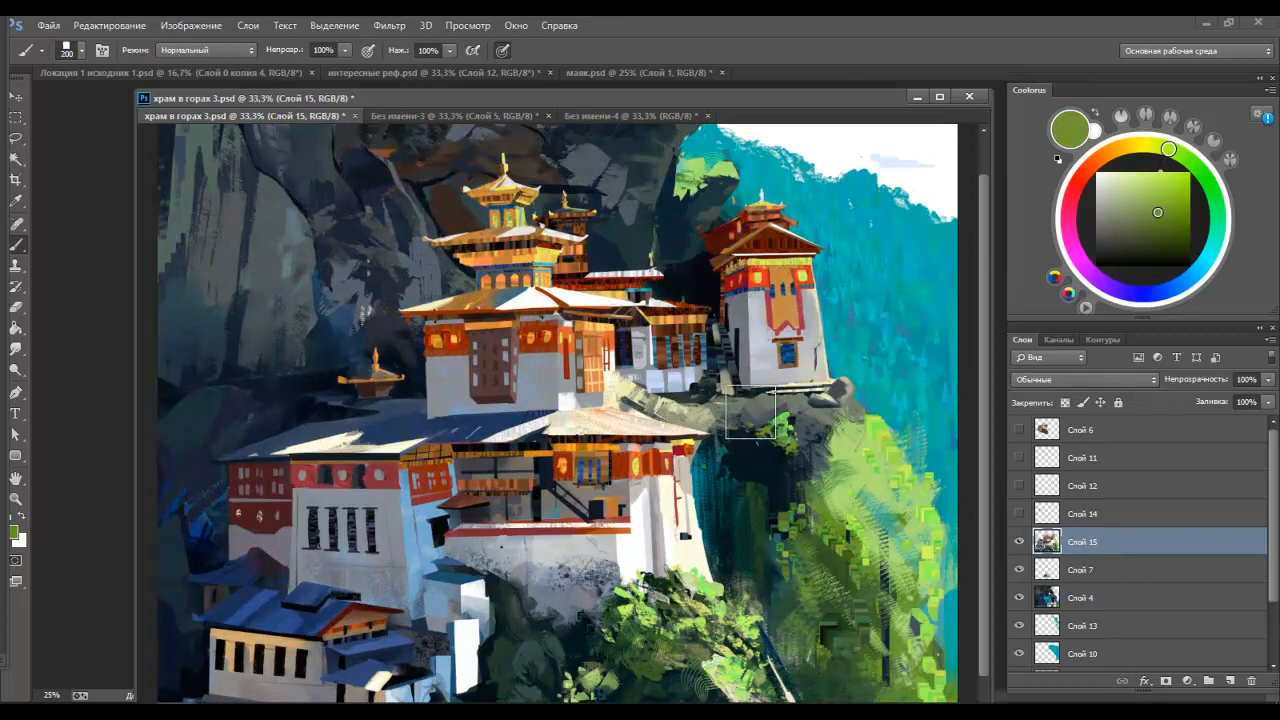 Ps Файл Редактирование Изображение Слои Текст Выделение Фильтр 3D Просмотр Окно Справка
200 Режим: Нормальный Непрозр.: 100% Наж.: 100% Основная рабочая среда
Локация 1 исходник 1.psd @ 16,7% (Слой 0 копия 4, RGB/8*) × интересные реф.psd @ 33,3% (Слой 12, RGB/8*) * × маяк.psd @ 25% (Слой 1, RGB/8*) * ×
Ps храм в горах 3.psd @ 33,3% (Слой 15, RGB/8) *
храм в горах 3.psd @ 33,3% (Слой 15, RGB/8) * × Без имени-3 @ 33,3% (Слой 5, RGB/8) * × Без имени-4 @ 33,3% (RGB/8*) * ×
Coolorus
Слои Каналы Контуры
Вид
Обычные Непрозрачность: 100%
Закрепить: Заливка: 100%
Слой 6
Слой 11
Слой 12
Слой 14
Слой 15
Слой 7
Слой 4
Слой 13
Слой 10
25%
fx